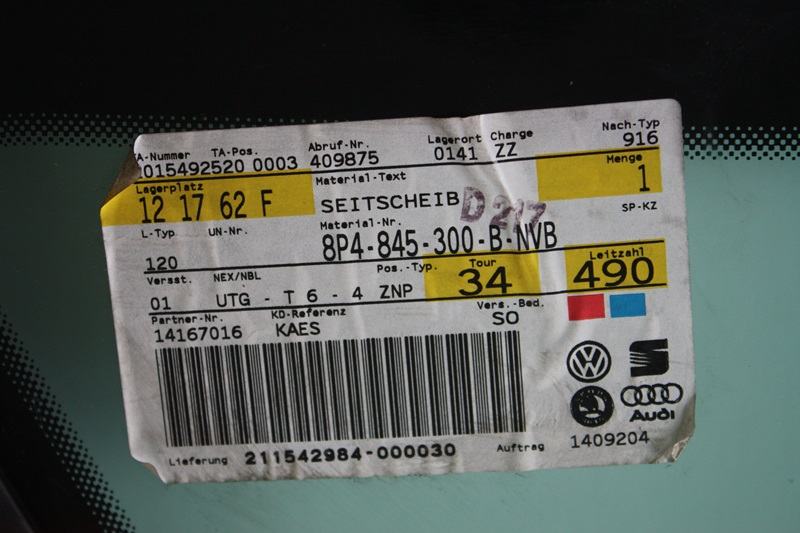 A-Nummer TA-Pos. Abruf-Nr. Lagerort Charge Nach-Typ
015492520 0003 409875 0141 ZZ 916
Lagerplatz Material-Text Menge
12 17 62 F SEITSCHEIB D 217 1
L-Typ UN-Nr. Material-Nr. SP-KZ
120 8P4-845-300-B-NVB
Versst. NEX/NBL Pos.-Typ. Tour Leitzahl
01 UTG - T 6 - 4 ZNP 34 490
Partner-Nr. KD-Referenz Vers.-Bed.
14167016 KAES SO
Lieferung 211542984-000030 Auftrag 1409204
Audi